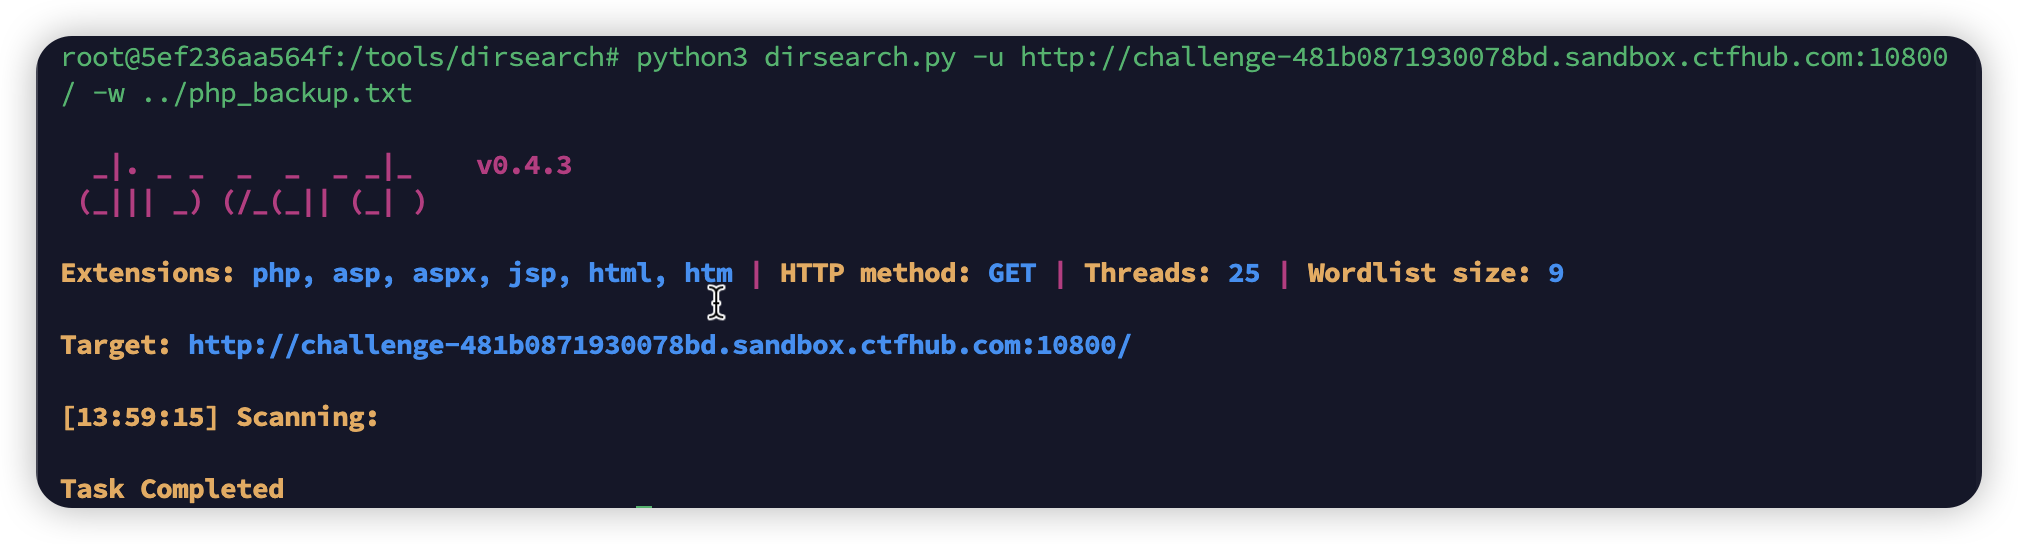 root@5ef236aa564f:/tools/dirsearch# python3 dirsearch.py -u http://challenge-481b0871930078bd.sandbox.ctfhub.com:10800
/ -w ../php_backup.txt
  _|. _ _  _  _  _ _|_    v0.4.3
 (_||| _) (/_(_|| (_| )
Extensions: php, asp, aspx, jsp, html, htm | HTTP method: GET | Threads: 25 | Wordlist size: 9
Target: http://challenge-481b0871930078bd.sandbox.ctfhub.com:10800/
[13:59:15] Scanning:
Task Completed